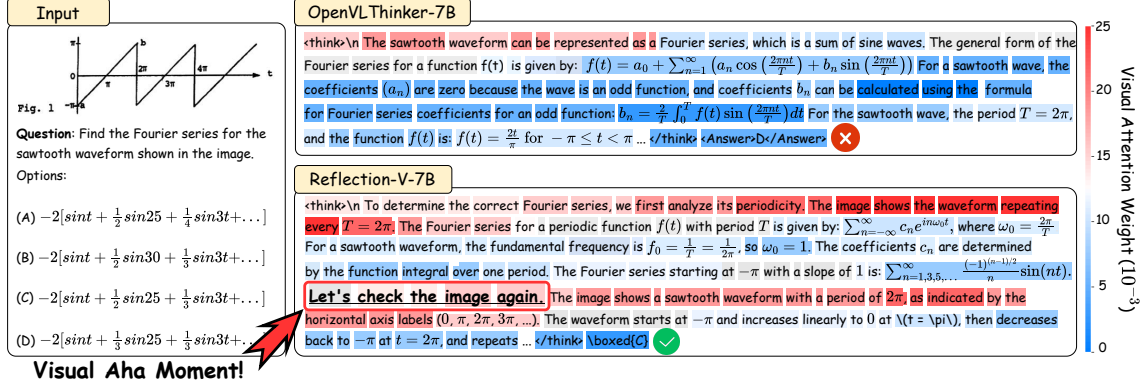 Input
π
b
0
π
2π
3π
4π
t
-π
a
Fig. 1
Question: Find the Fourier series for the
sawtooth waveform shown in the image.
Options:
(A) −2[sint + 1/2 sin25 + 1/4 sin3t+...]
(B) −2[sint + 1/2 sin30 + 1/3 sin3t+...]
(C) −2[sint + 1/2 sin25 + 1/3 sin3t+...]
(D) −2[sint + 1/3 sin25 + 1/3 sin3t+...]
Visual Aha Moment!
OpenVLThinker-7B
<think>\n The sawtooth waveform can be represented as a Fourier series, which is a sum of sine waves. The general form of the
Fourier series for a function f(t) is given by: f(t) = a₀ + ∑_{n=1}^{∞} (aₙ cos (2πnt/T) + bₙ sin (2πnt/T)) For a sawtooth wave, the
coefficients (aₙ) are zero because the wave is an odd function, and coefficients bₙ can be calculated using the formula
for Fourier series coefficients for an odd function: bₙ = 2/T ∫₀ᵀ f(t) sin (2πnt/T) dt For the sawtooth wave, the period T = 2π,
and the function f(t) is: f(t) = 2t/π for − π ≤ t < π ... </think> <Answer>D</Answer>
Reflection-V-7B
<think>\n To determine the correct Fourier series, we first analyze its periodicity. The image shows the waveform repeating
every T = 2π. The Fourier series for a periodic function f(t) with period T is given by: ∑_{n=−∞}^{∞} cₙe^{inω₀t}, where ω₀ = 2π/T
For a sawtooth waveform, the fundamental frequency is f₀ = 1/T = 1/2π, so ω₀ = 1. The coefficients cₙ are determined
by the function integral over one period. The Fourier series starting at −π with a slope of 1 is: ∑_{n=1,3,5,...}^{∞} (−1)^{(n−1)/2}/n sin(nt).
Let's check the image again. The image shows a sawtooth waveform with a period of 2π, as indicated by the
horizontal axis labels (0, π, 2π, 3π, ...). The waveform starts at −π and increases linearly to 0 at \(t = \pi\), then decreases
back to −π at t = 2π, and repeats ... </think> \boxed{C}
25
20
15
10
5
0
Visual Attention Weight (10⁻³)